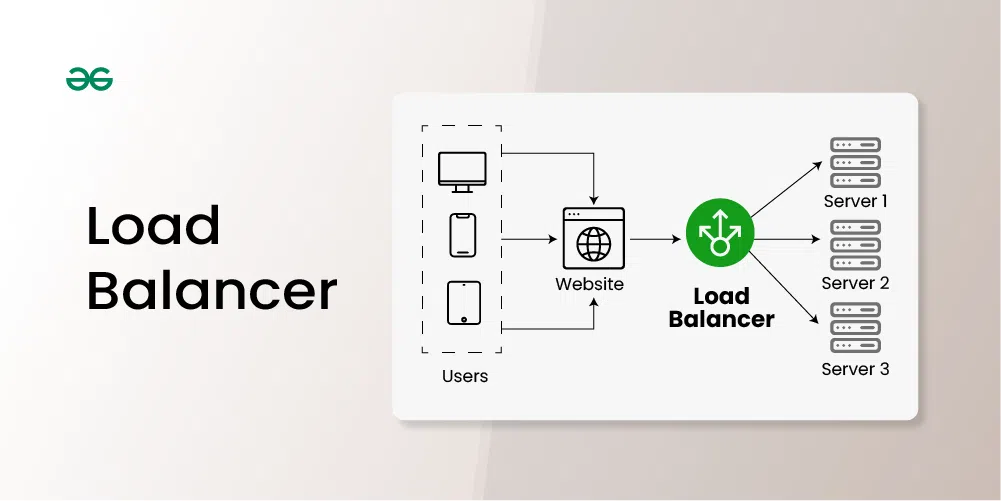 Load
Balancer
Users
Website
Load
Balancer
Server 1
Server 2
Server 3